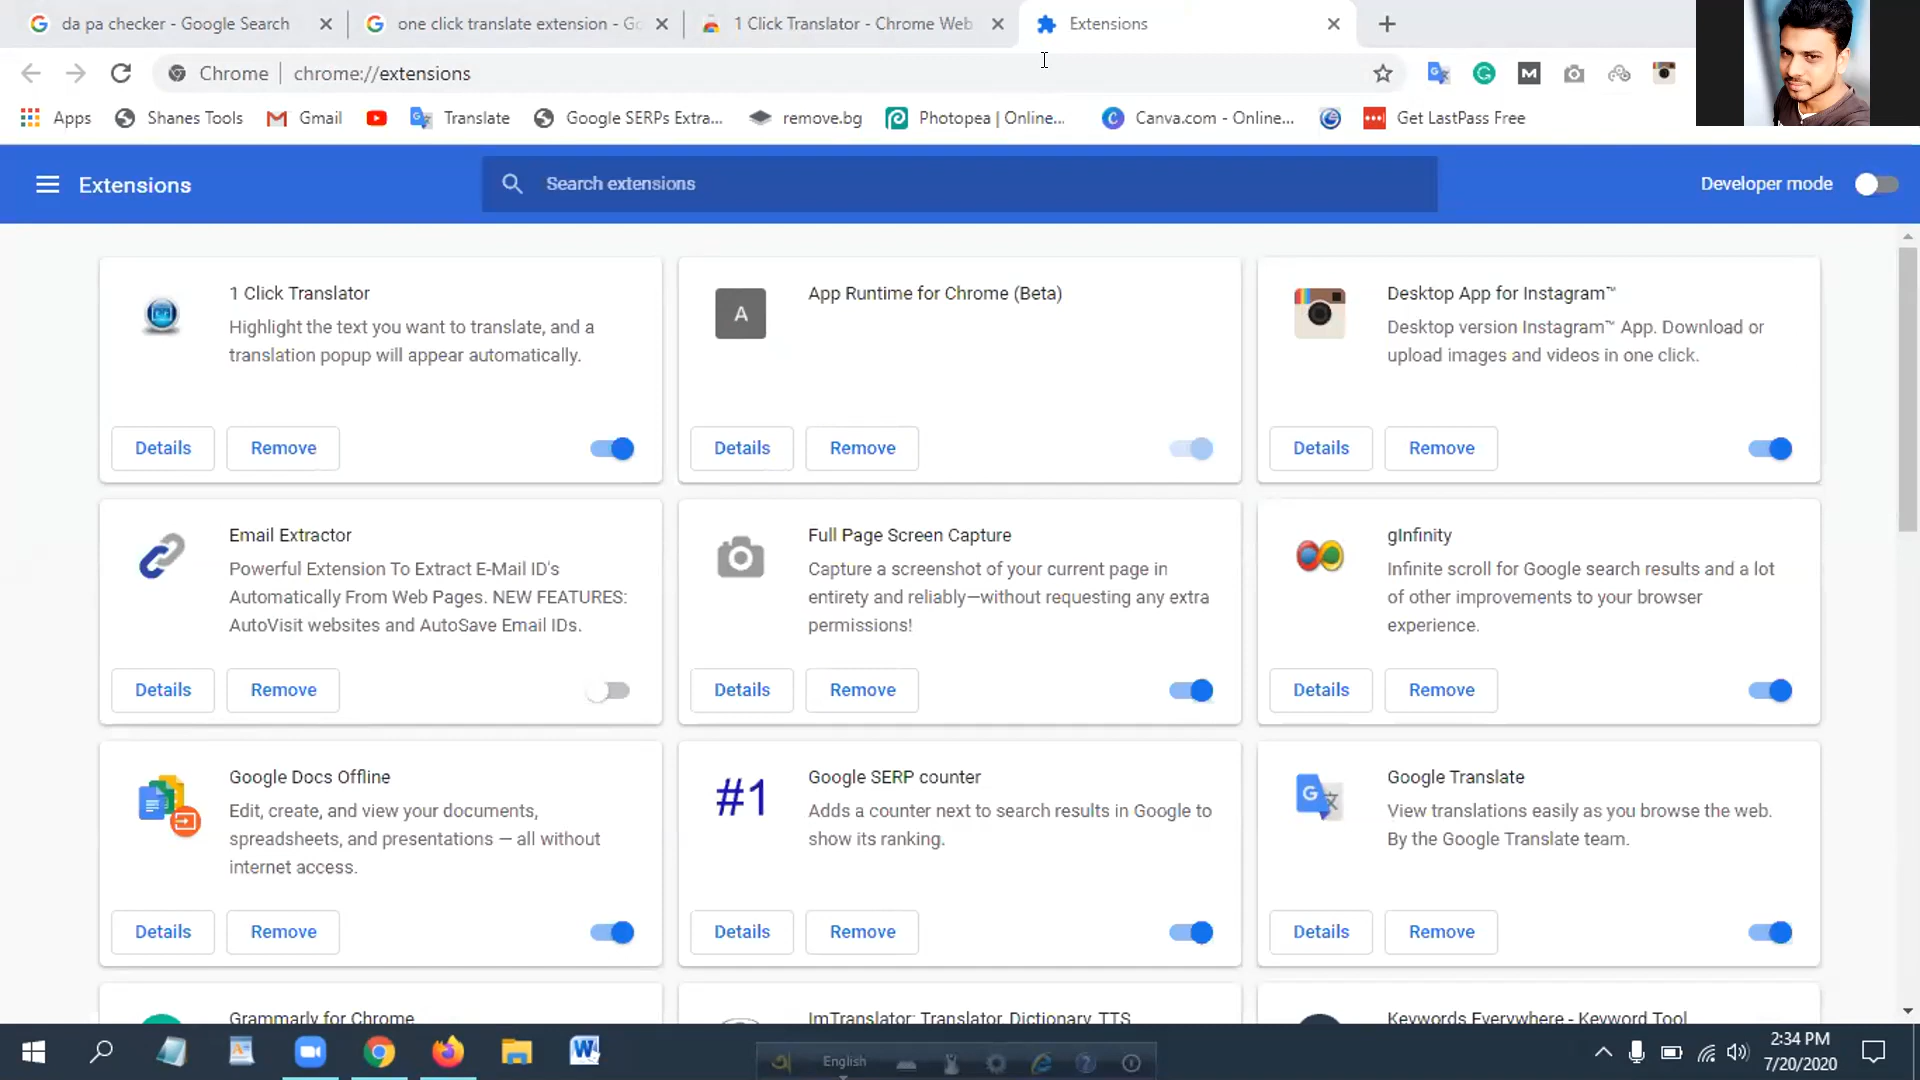 da pa checker - Google Search
one click translate extension - Go
1 Click Translator - Chrome Web
Extensions
Chrome | chrome://extensions
Apps Shanes Tools Gmail Translate Google SERPs Extra... remove.bg Photopea | Online... Canva.com - Online... Get LastPass Free
Extensions
Search extensions
Developer mode
1 Click Translator
Highlight the text you want to translate, and a
translation popup will appear automatically.
Details Remove
A
App Runtime for Chrome (Beta)
Details Remove
Desktop App for Instagram™
Desktop version Instagram™ App. Download or
upload images and videos in one click.
Details Remove
Email Extractor
Powerful Extension To Extract E-Mail ID's
Automatically From Web Pages. NEW FEATURES:
AutoVisit websites and AutoSave Email IDs.
Details Remove
Full Page Screen Capture
Capture a screenshot of your current page in
entirety and reliably—without requesting any extra
permissions!
Details Remove
gInfinity
Infinite scroll for Google search results and a lot
of other improvements to your browser
experience.
Details Remove
Google Docs Offline
Edit, create, and view your documents,
spreadsheets, and presentations — all without
internet access.
Details Remove
#1
Google SERP counter
Adds a counter next to search results in Google to
show its ranking.
Details Remove
Google Translate
View translations easily as you browse the web.
By the Google Translate team.
Details Remove
Grammarly for Chrome
ImTranslator: Translator, Dictionary, TTS
Keywords Everywhere - Keyword Tool
English
2:34 PM
7/20/2020